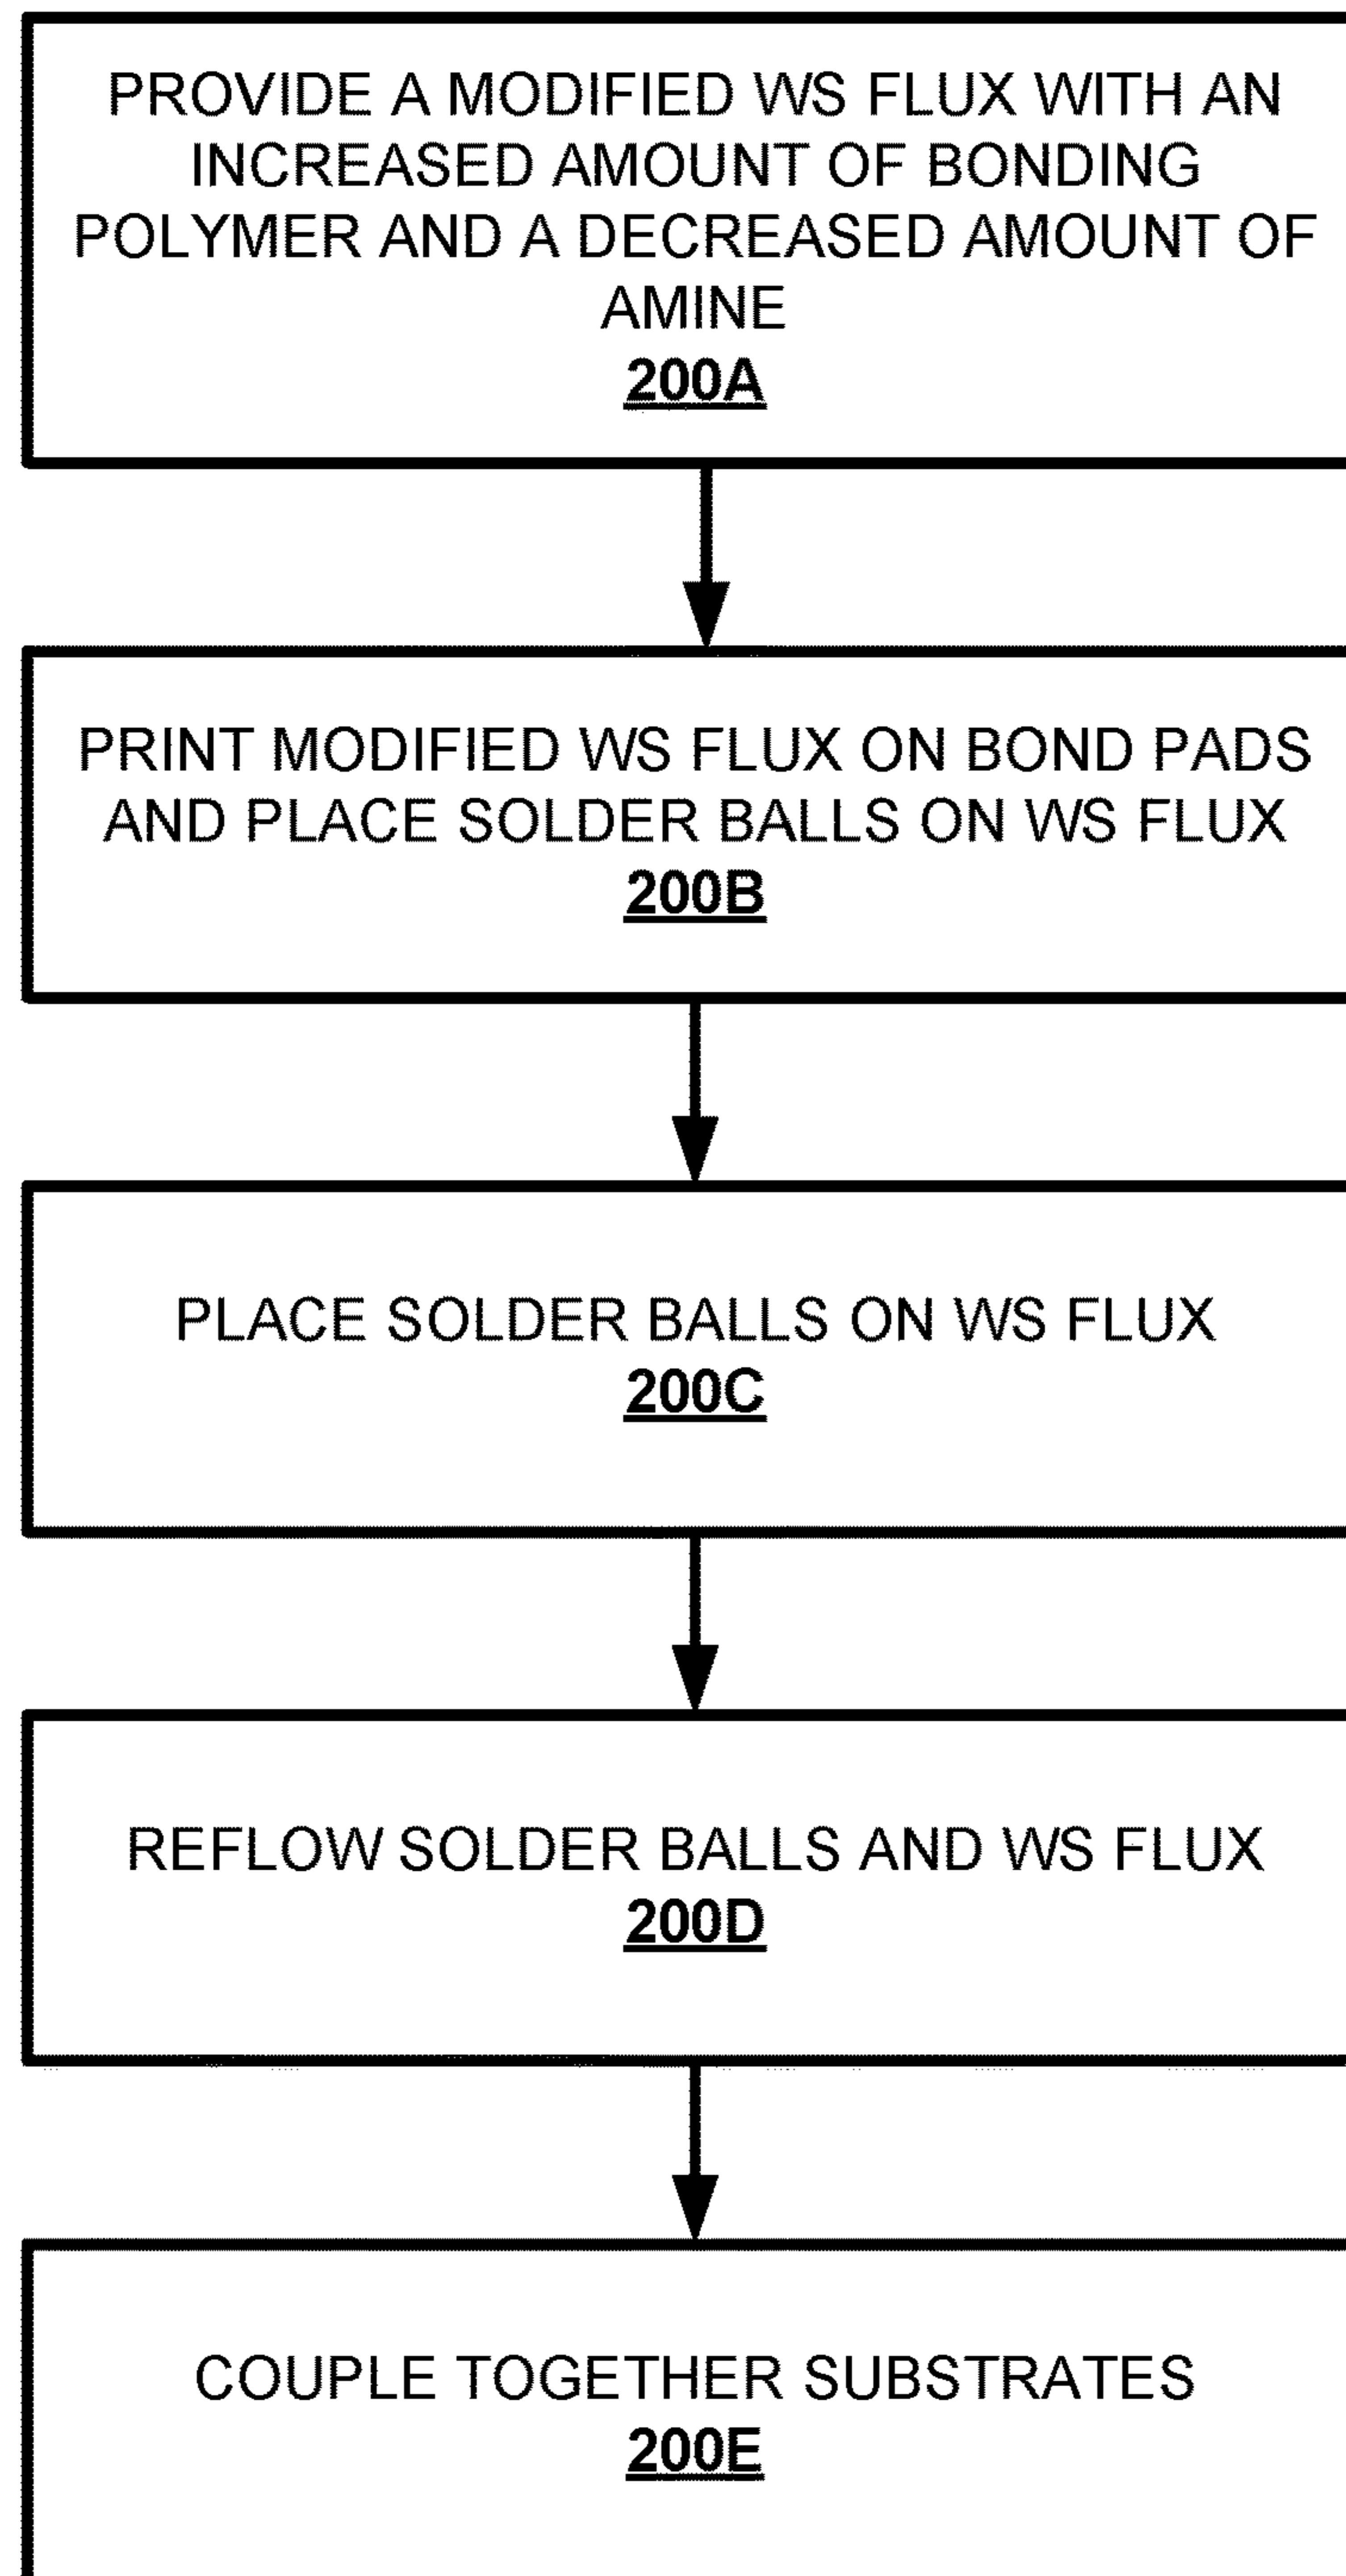 PROVIDE A MODIFIED WS FLUX WITH AN
INCREASED AMOUNT OF BONDING
POLYMER AND A DECREASED AMOUNT OF
AMINE
200A
PRINT MODIFIED WS FLUX ON BOND PADS
AND PLACE SOLDER BALLS ON WS FLUX
200B
PLACE SOLDER BALLS ON WS FLUX
200C
REFLOW SOLDER BALLS AND WS FLUX
200D
COUPLE TOGETHER SUBSTRATES
200E